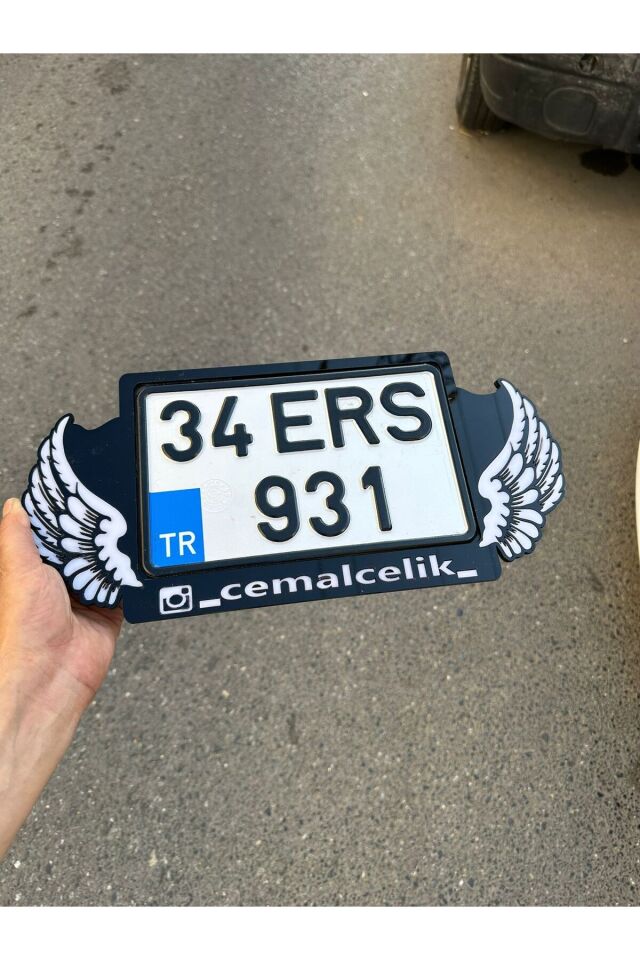 34 ERS
931
TR
_cemalcelik_